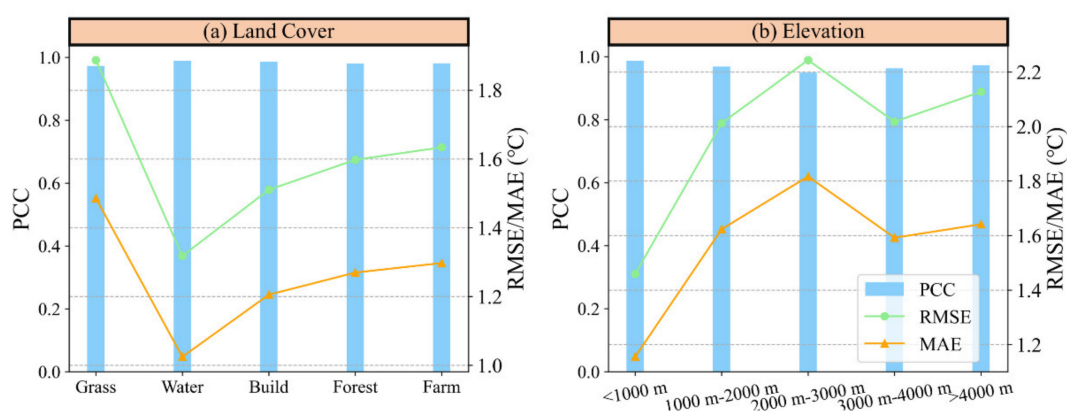 (a) Land Cover
PCC
1.0
0.8
0.6
0.4
0.2
0.0
Grass
Water
Build
Forest
Farm
1.8
1.6
1.4
1.2
1.0
RMSE/MAE (°C)
(b) Elevation
PCC
1.0
0.8
0.6
0.4
0.2
0.0
<1000 m
1000 m-2000 m
2000 m-3000 m
3000 m-4000 m
>4000 m
2.2
2.0
1.8
1.6
1.4
1.2
RMSE/MAE (°C)
PCC
RMSE
MAE